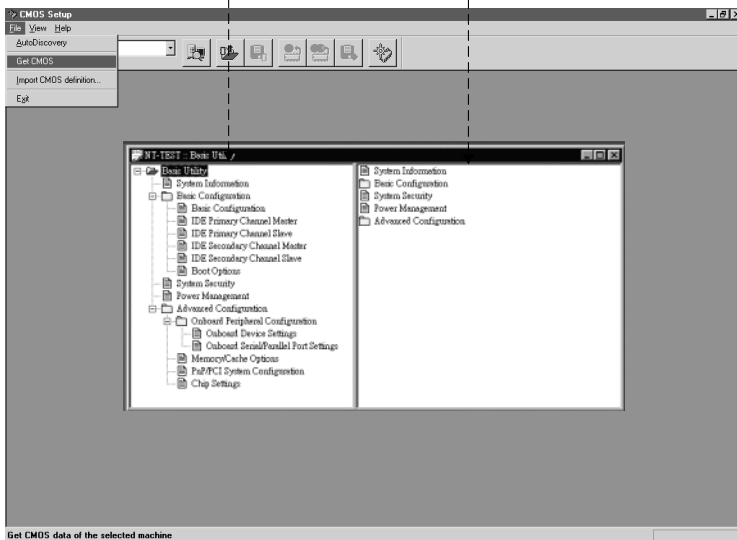 CMOS Setup
File View Help
AutoDiscovery
Get CMOS
Import CMOS definition...
Exit
NT-TEST :: Basic
Basic Utility
System Information
Basic Configuration
Basic Configuration
IDE Primary Channel Master
IDE Primary Channel Slave
IDE Secondary Channel Master
IDE Secondary Channel Slave
Boot Options
System Security
Power Management
Advanced Configuration
Onboard Peripheral Configuration
Onboard Device Settings
Onboard Serial/Parallel Port Settings
Memory/Cache Options
PnP/PCI System Configuration
Chip Settings
System Information
Basic Configuration
System Security
Power Management
Advanced Configuration
Get CMOS data of the selected machine